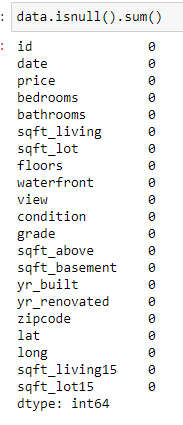 : data.isnull().sum()
: id 0
date 0
price 0
bedrooms 0
bathrooms 0
sqft_living 0
sqft_lot 0
floors 0
waterfront 0
view 0
condition 0
grade 0
sqft_above 0
sqft_basement 0
yr_built 0
yr_renovated 0
zipcode 0
lat 0
long 0
sqft_living15 0
sqft_lot15 0
dtype: int64